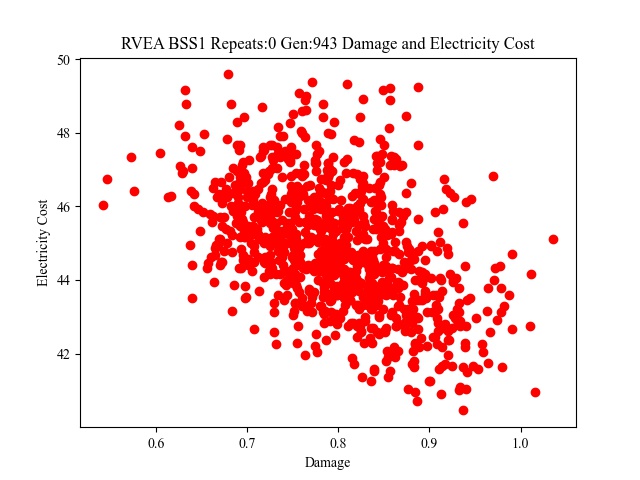 RVEA BSS1 Repeats:0 Gen:943 Damage and Electricity Cost
50
48
46
44
42
Electricity Cost
0.6 0.7 0.8 0.9 1.0
Damage